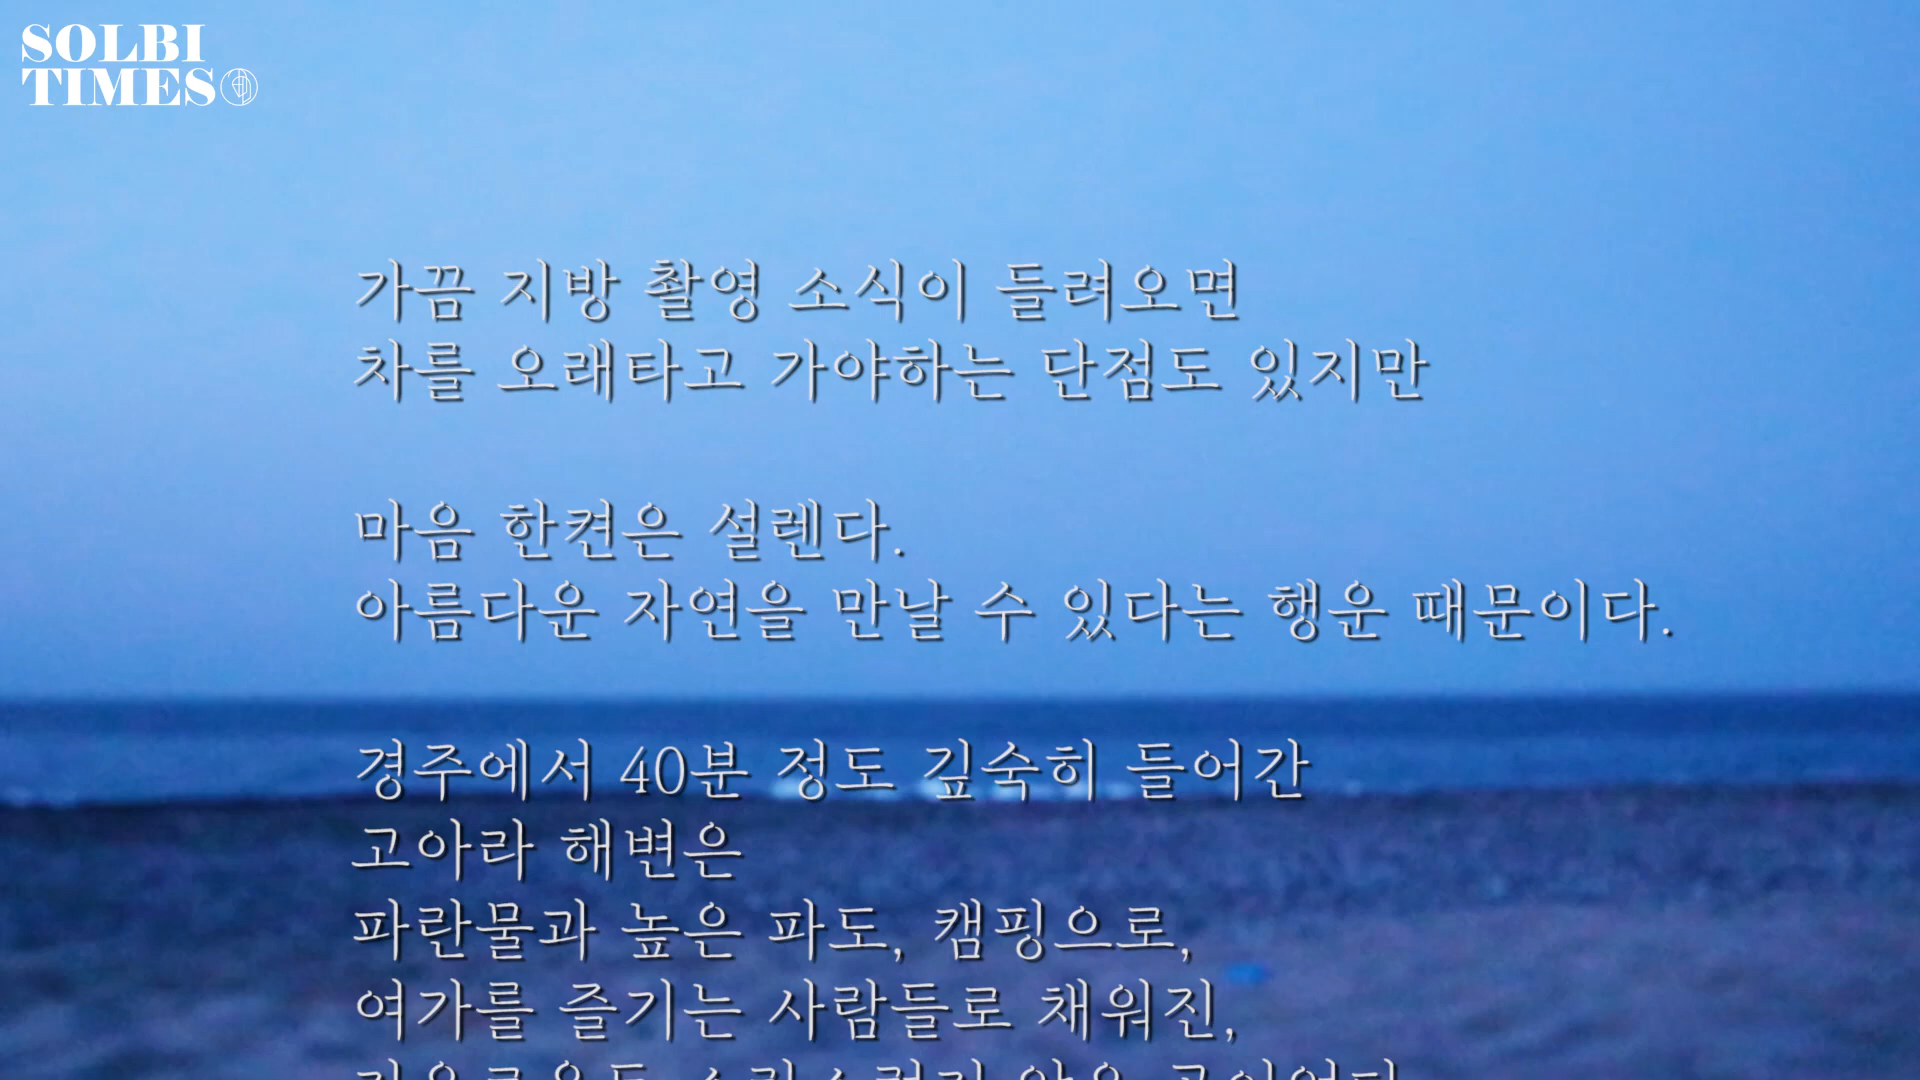 SOLBI
TIMES
가끔 지방 촬영 소식이 들려오면
차를 오래타고 가야하는 단점도 있지만
마음 한켠은 설렌다.
아름다운 자연을 만날 수 있다는 행운 때문이다.
경주에서 40분 정도 깊숙히 들어간
고아라 해변은
파란물과 높은 파도, 캠핑으로,
여가를 즐기는 사람들로 채워진,